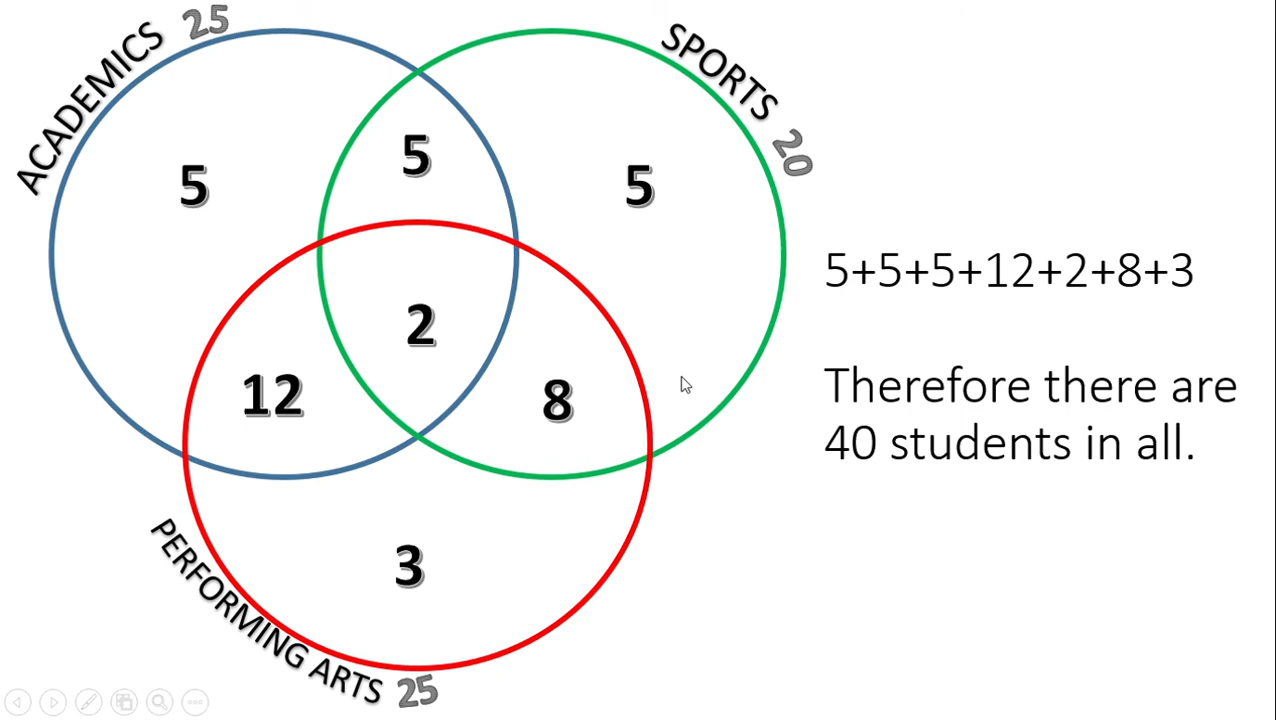 ACADEMICS 25
SPORTS 20
5
5
5
2
12
8
3
PERFORMING ARTS 25
5+5+5+12+2+8+3
Therefore there are
40 students in all.